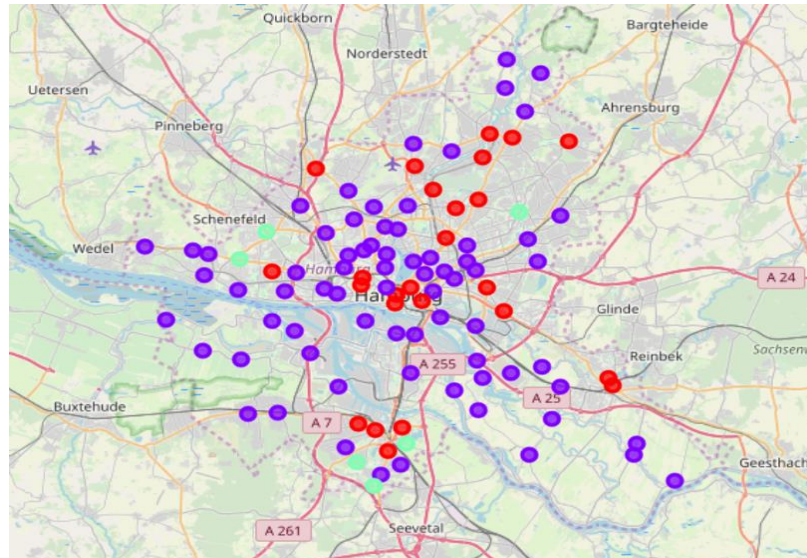 Quickborn
Bargteheide
Norderstedt
Uetersen
Ahrensburg
Pinneberg
Schenefeld
Wedel
A 24
Glinde
Sachsen
Reinbek
A 255
A 25
Buxtehude
A 7
Geesthach
Seevetal
A 261